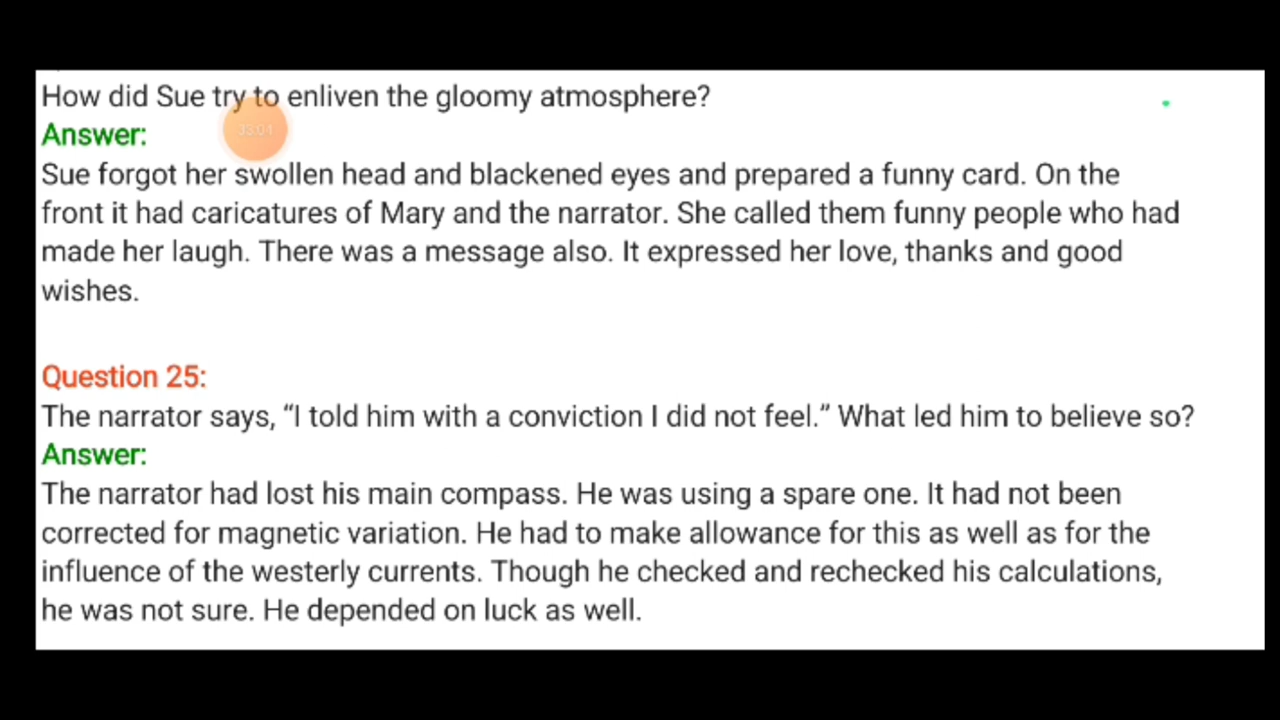 How did Sue try to enliven the gloomy atmosphere?
Answer:
33:01
Sue forgot her swollen head and blackened eyes and prepared a funny card. On the
front it had caricatures of Mary and the narrator. She called them funny people who had
made her laugh. There was a message also. It expressed her love, thanks and good
wishes.
Question 25:
The narrator says, “I told him with a conviction I did not feel.” What led him to believe so?
Answer:
The narrator had lost his main compass. He was using a spare one. It had not been
corrected for magnetic variation. He had to make allowance for this as well as for the
influence of the westerly currents. Though he checked and rechecked his calculations,
he was not sure. He depended on luck as well.